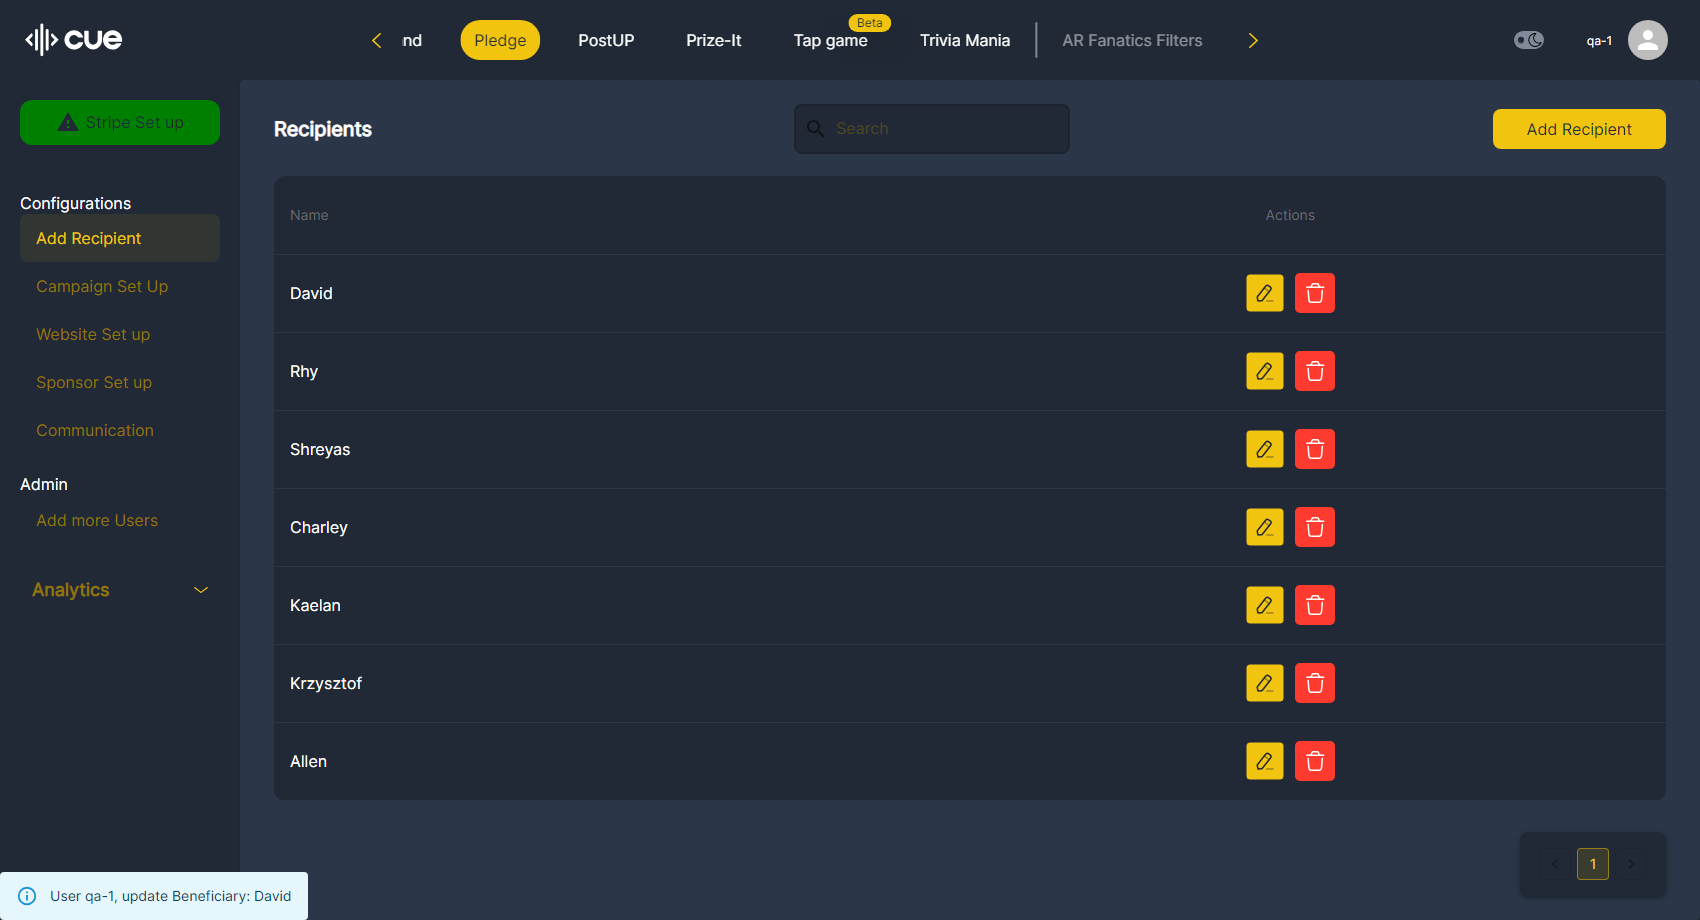 cue
nd
Pledge
PostUP
Prize-It
Beta
Tap game
Trivia Mania
AR Fanatics Filters
qa-1
Stripe Set up
Configurations
Add Recipient
Campaign Set Up
Website Set up
Sponsor Set up
Communication
Admin
Add more Users
Analytics
Recipients
Search
Add Recipient
Name
Actions
David
Rhy
Shreyas
Charley
Kaelan
Krzysztof
Allen
1
User qa-1, update Beneficiary: David